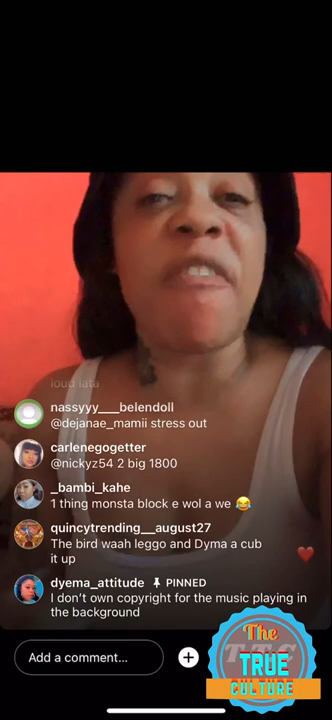 loud lata
nassyyy___belendoll
@dejanae_mamii stress out
carlenegogetter
@nickyz54 2 big 1800
_bambi_kahe
1 thing monsta block e wol a we 😂
quincytrending__august27
The bird waah leggo and Dyma a cub
it up
dyema_attitude PINNED
I don't own copyright for the music playing in
the background
Add a comment...
The
T.T.C
TRUE
CULTURE